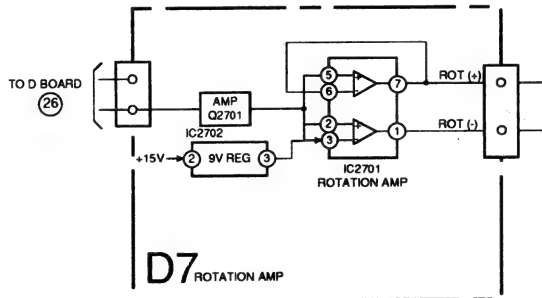 TO D BOARD
26
AMP
Q2701
IC2702
+15V
2
9V REG
3
5
6
2
3
+
-
+
-
7
1
IC2701
ROTATION AMP
ROT (+)
ROT (-)
D7 ROTATION AMP